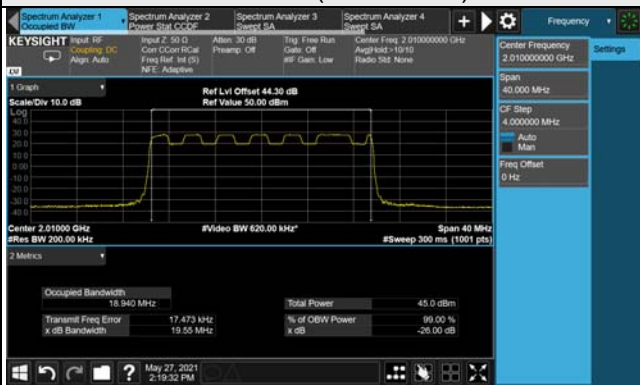 Spectrum Analyzer 1
Occupied BW
Spectrum Analyzer 2
Power Stat CCDF
Spectrum Analyzer 3
Swept SA
Spectrum Analyzer 4
Swept SA
Frequency
KEYSIGHT
Input: RF
Coupling: DC
Align: Auto
Input Z: 50 Ω
Corr CCorr RCal
Freq Ref: Int (S)
NFE: Adaptive
Atten: 30 dB
Preamp: Off
Trig: Free Run
Gate: Off
#IF Gain: Low
Center Freq: 2.010000000 GHz
Avg|Hold:>10/10
Radio Std: None
1 Graph
Scale/Div 10.0 dB
Ref Lvl Offset 44.30 dB
Ref Value 50.00 dBm
Log
40.0
30.0
20.0
10.0
0.00
-10.0
-20.0
-30.0
-40.0
Center 2.01000 GHz
#Res BW 200.00 kHz
#Video BW 620.00 kHz*
Span 40 MHz
#Sweep 300 ms (1001 pts)
2 Metrics
Occupied Bandwidth
18.940 MHz
Total Power 45.0 dBm
Transmit Freq Error 17.473 kHz
% of OBW Power 99.00 %
x dB Bandwidth 19.55 MHz
x dB -26.00 dB
Center Frequency
2.010000000 GHz
Settings
Span
40.000 MHz
CF Step
4.000000 MHz
Auto
Man
Freq Offset
0 Hz
?
May 27, 2021
2:19:32 PM